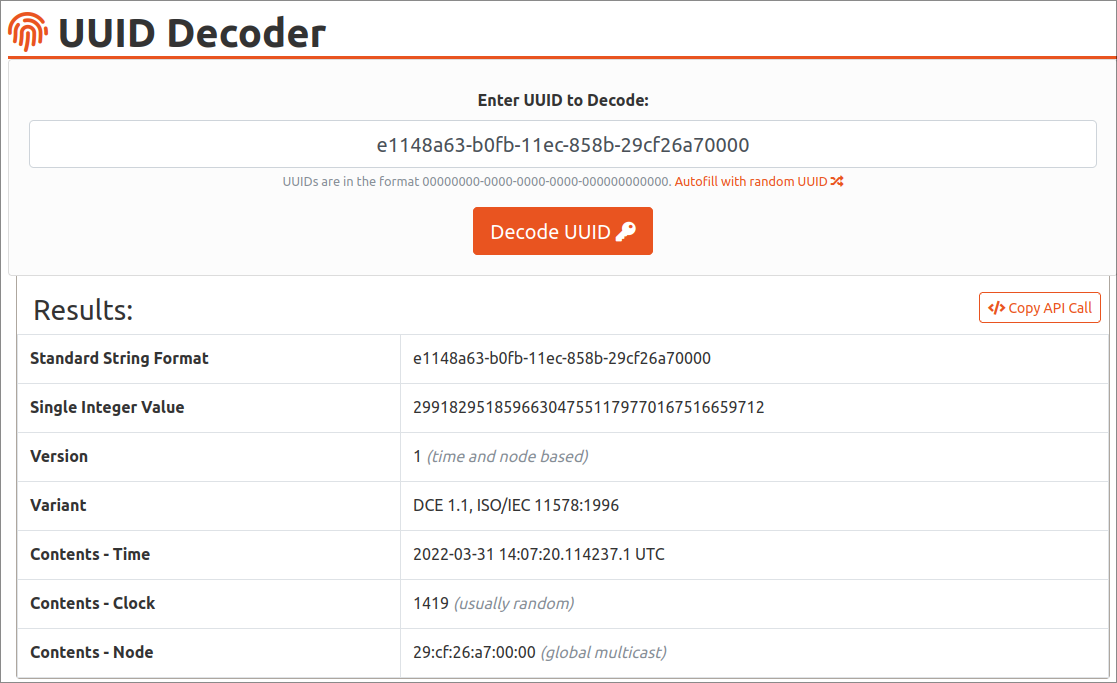 UUID Decoder
Enter UUID to Decode:
e1148a63-b0fb-11ec-858b-29cf26a70000
UUIDs are in the format 00000000-0000-0000-0000-000000000000. Autofill with random UUID
Decode UUID
Results:
Copy API Call
Standard String Format e1148a63-b0fb-11ec-858b-29cf26a70000
Single Integer Value 299182951859663047551179770167516659712
Version 1 (time and node based)
Variant DCE 1.1, ISO/IEC 11578:1996
Contents - Time 2022-03-31 14:07:20.114237.1 UTC
Contents - Clock 1419 (usually random)
Contents - Node 29:cf:26:a7:00:00 (global multicast)